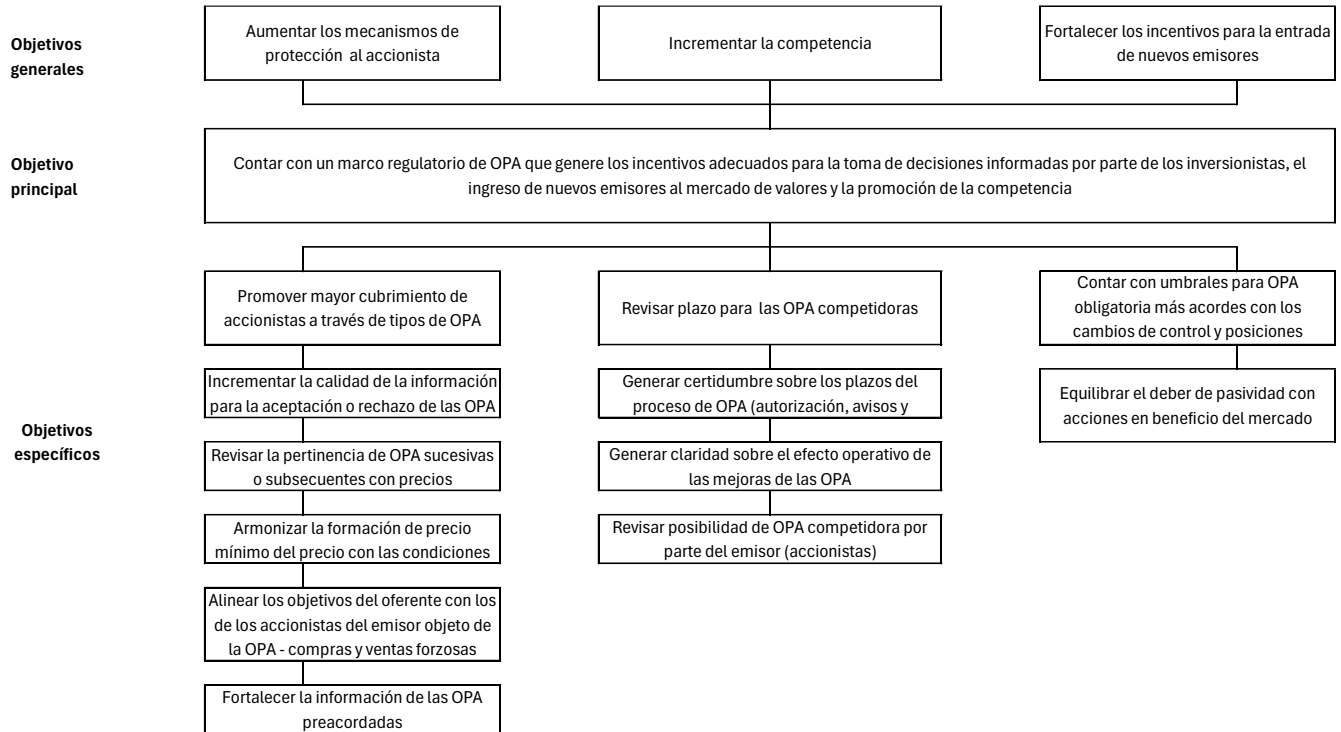 Objetivos
generales
Aumentar los mecanismos de
protección al accionista
Incrementar la competencia
Fortalecer los incentivos para la entrada
de nuevos emisores
Objetivo
principal
Contar con un marco regulatorio de OPA que genere los incentivos adecuados para la toma de decisiones informadas por parte de los inversionistas, el
ingreso de nuevos emisores al mercado de valores y la promoción de la competencia
Objetivos
específicos
Promover mayor cubrimiento de
accionistas a través de tipos de OPA
Incrementar la calidad de la información
para la aceptación o rechazo de las OPA
Revisar la pertinencia de OPA sucesivas
o subsecuentes con precios
Armonizar la formación de precio
mínimo del precio con las condiciones
Alinear los objetivos del oferente con los
de los accionistas del emisor objeto de
la OPA - compras y ventas forzosas
Fortalecer la información de las OPA
preacordadas
Revisar plazo para las OPA competidoras
Generar certidumbre sobre los plazos del
proceso de OPA (autorización, avisos y
Generar claridad sobre el efecto operativo de
las mejoras de las OPA
Revisar posibilidad de OPA competidora por
parte del emisor (accionistas)
Contar con umbrales para OPA
obligatoria más acordes con los
cambios de control y posiciones
Equilibrar el deber de pasividad con
acciones en beneficio del mercado